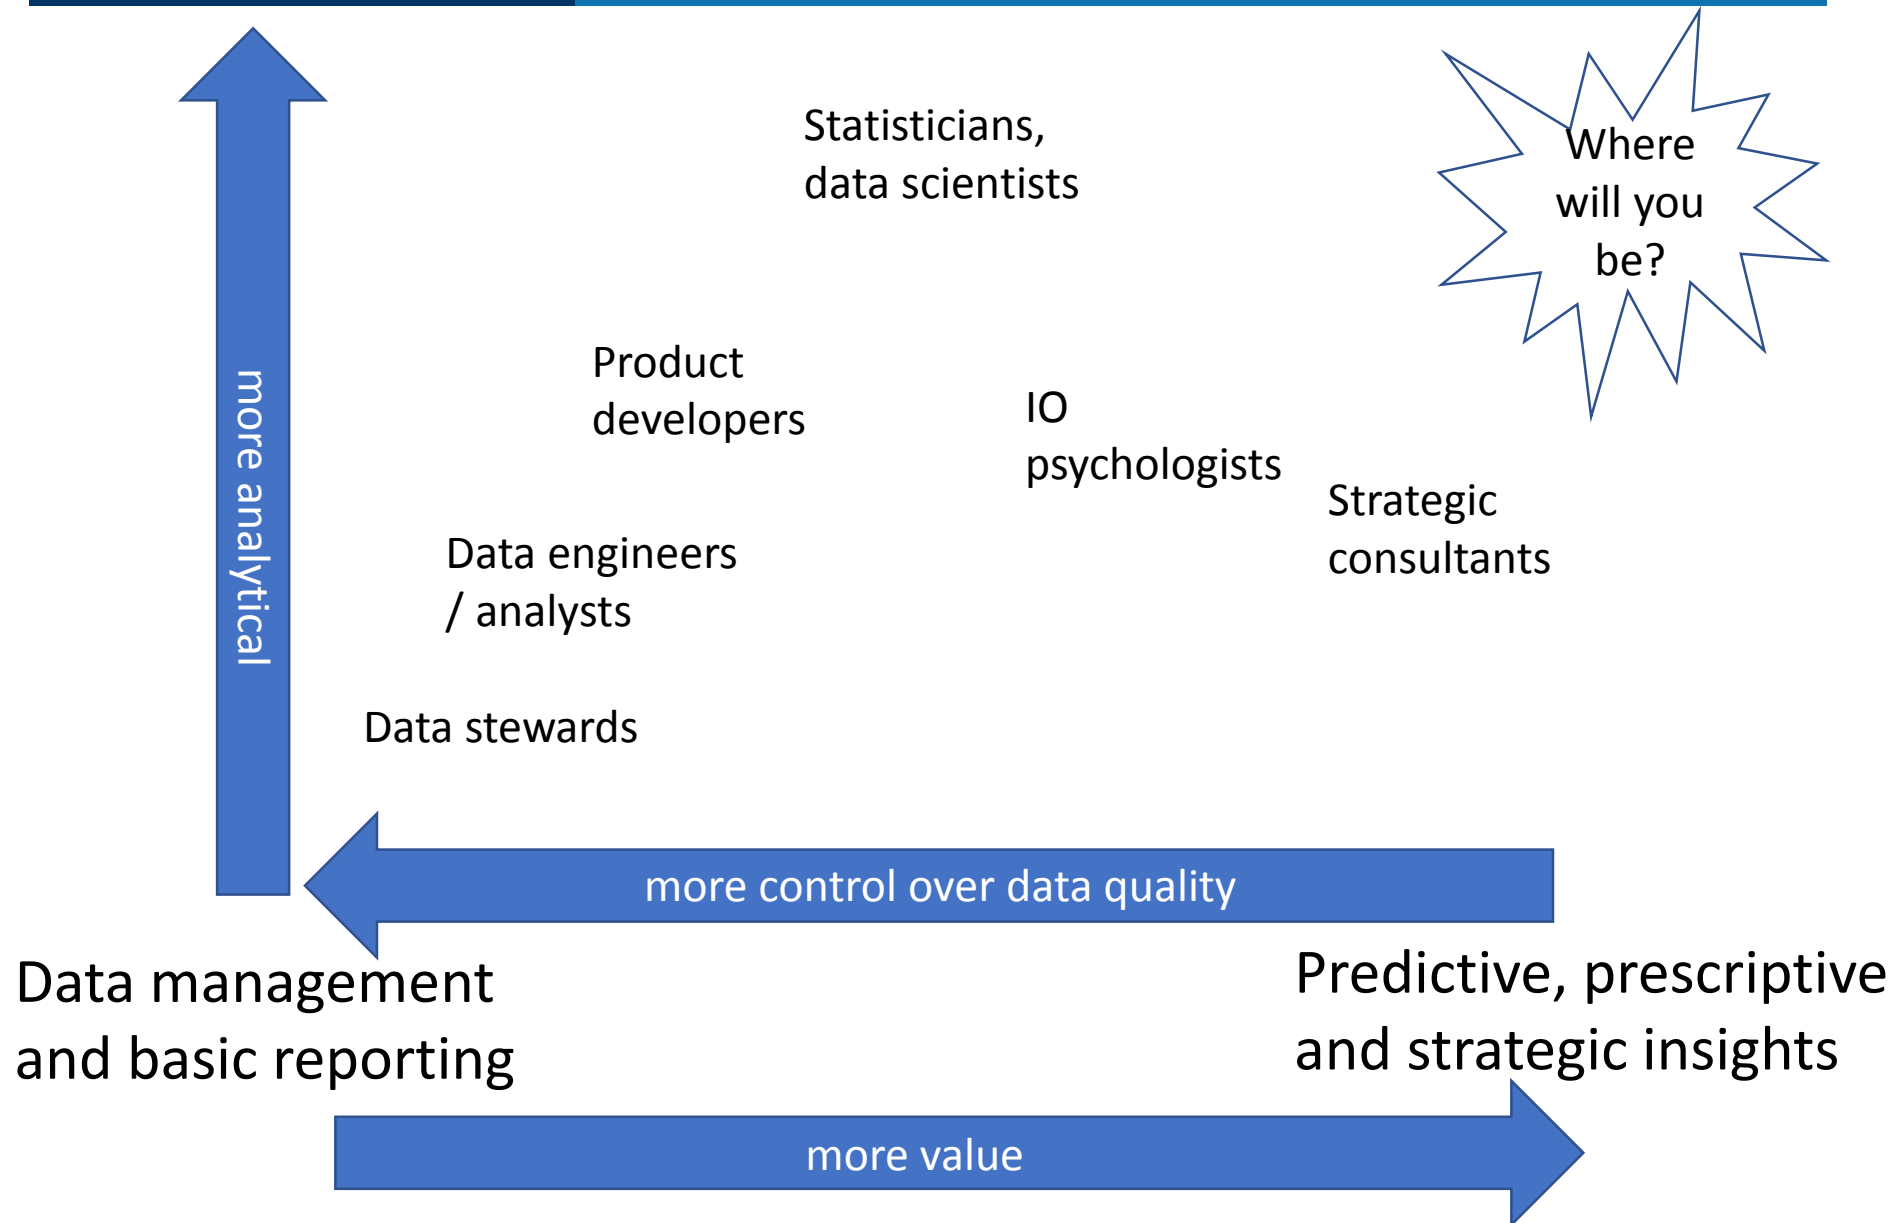 Statisticians,
data scientists
Where
will you
be?
Product
developers
IO
psychologists
more analytical
Strategic
consultants
Data engineers
/ analysts
Data stewards
more control over data quality
Data management
and basic reporting
Predictive, prescriptive
and strategic insights
more value